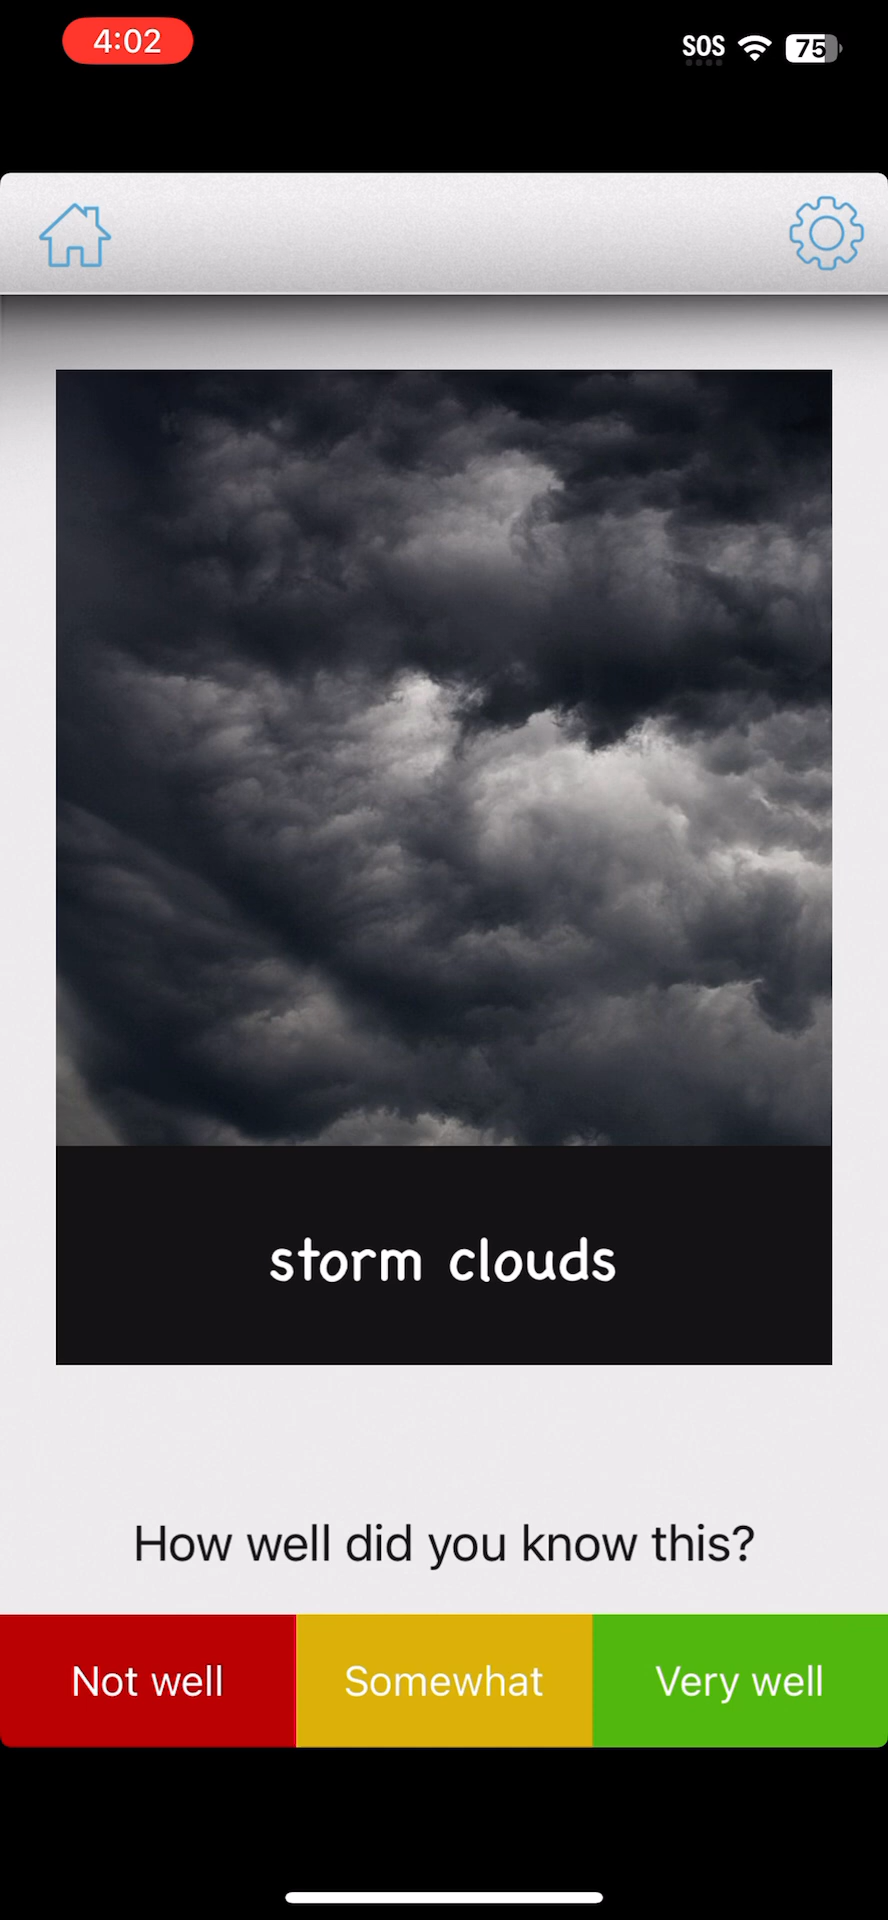 4:02
SOS
75
storm clouds
How well did you know this?
Not well
Somewhat
Very well